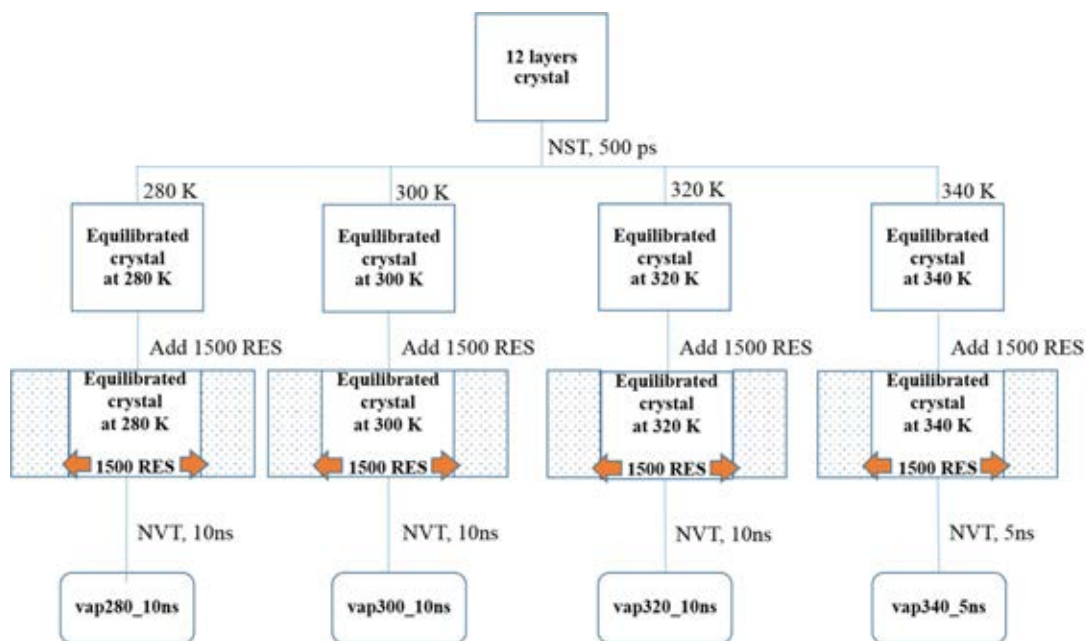 12 layers
crystal
NST, 500 ps
280 K
300 K
320 K
340 K
Equilibrated
crystal
at 280 K
Equilibrated
crystal
at 300 K
Equilibrated
crystal
at 320 K
Equilibrated
crystal
at 340 K
Add 1500 RES
Add 1500 RES
Add 1500 RES
Add 1500 RES
Equilibrated
crystal
at 280 K
1500 RES
Equilibrated
crystal
at 300 K
1500 RES
Equilibrated
crystal
at 320 K
1500 RES
Equilibrated
crystal
at 340 K
1500 RES
NVT, 10ns
NVT, 10ns
NVT, 10ns
NVT, 5ns
vap280_10ns
vap300_10ns
vap320_10ns
vap340_5ns